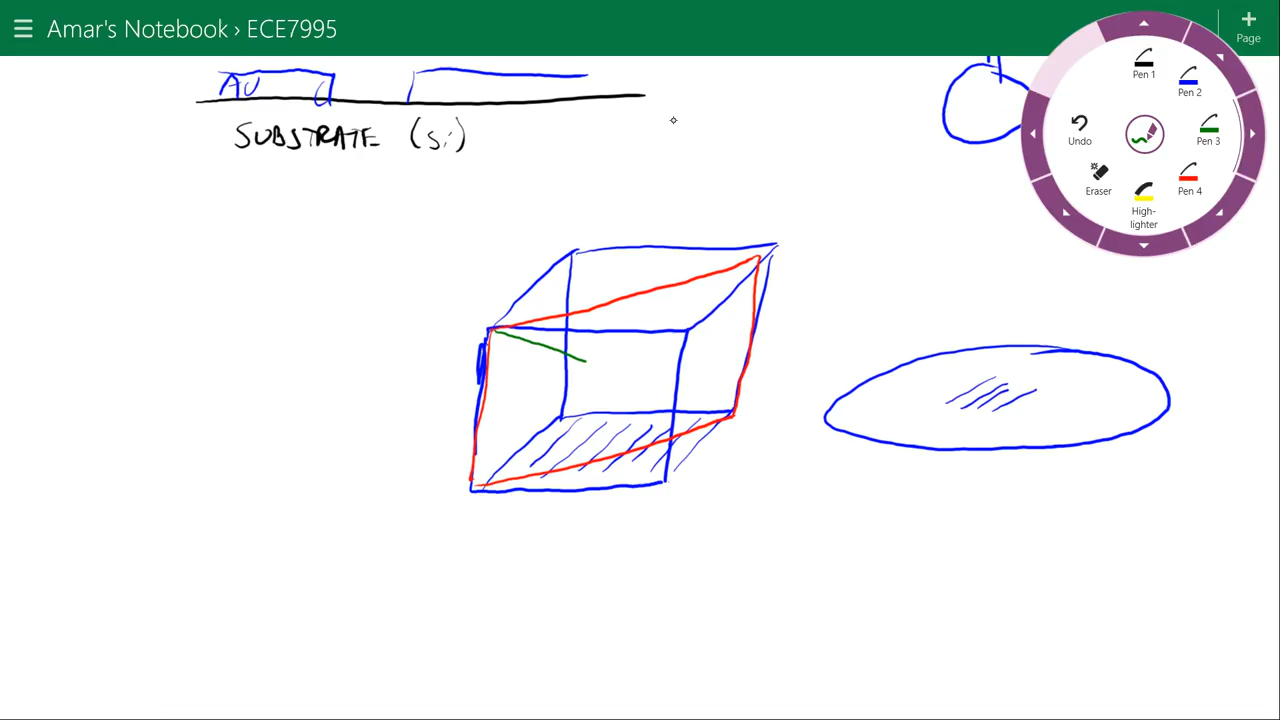 Amar's Notebook › ECE7995
Page
Pen 1
Pen 2
Undo
Pen 3
Eraser
Pen 4
High-
lighter
AU
SUBSTRATE (Si)